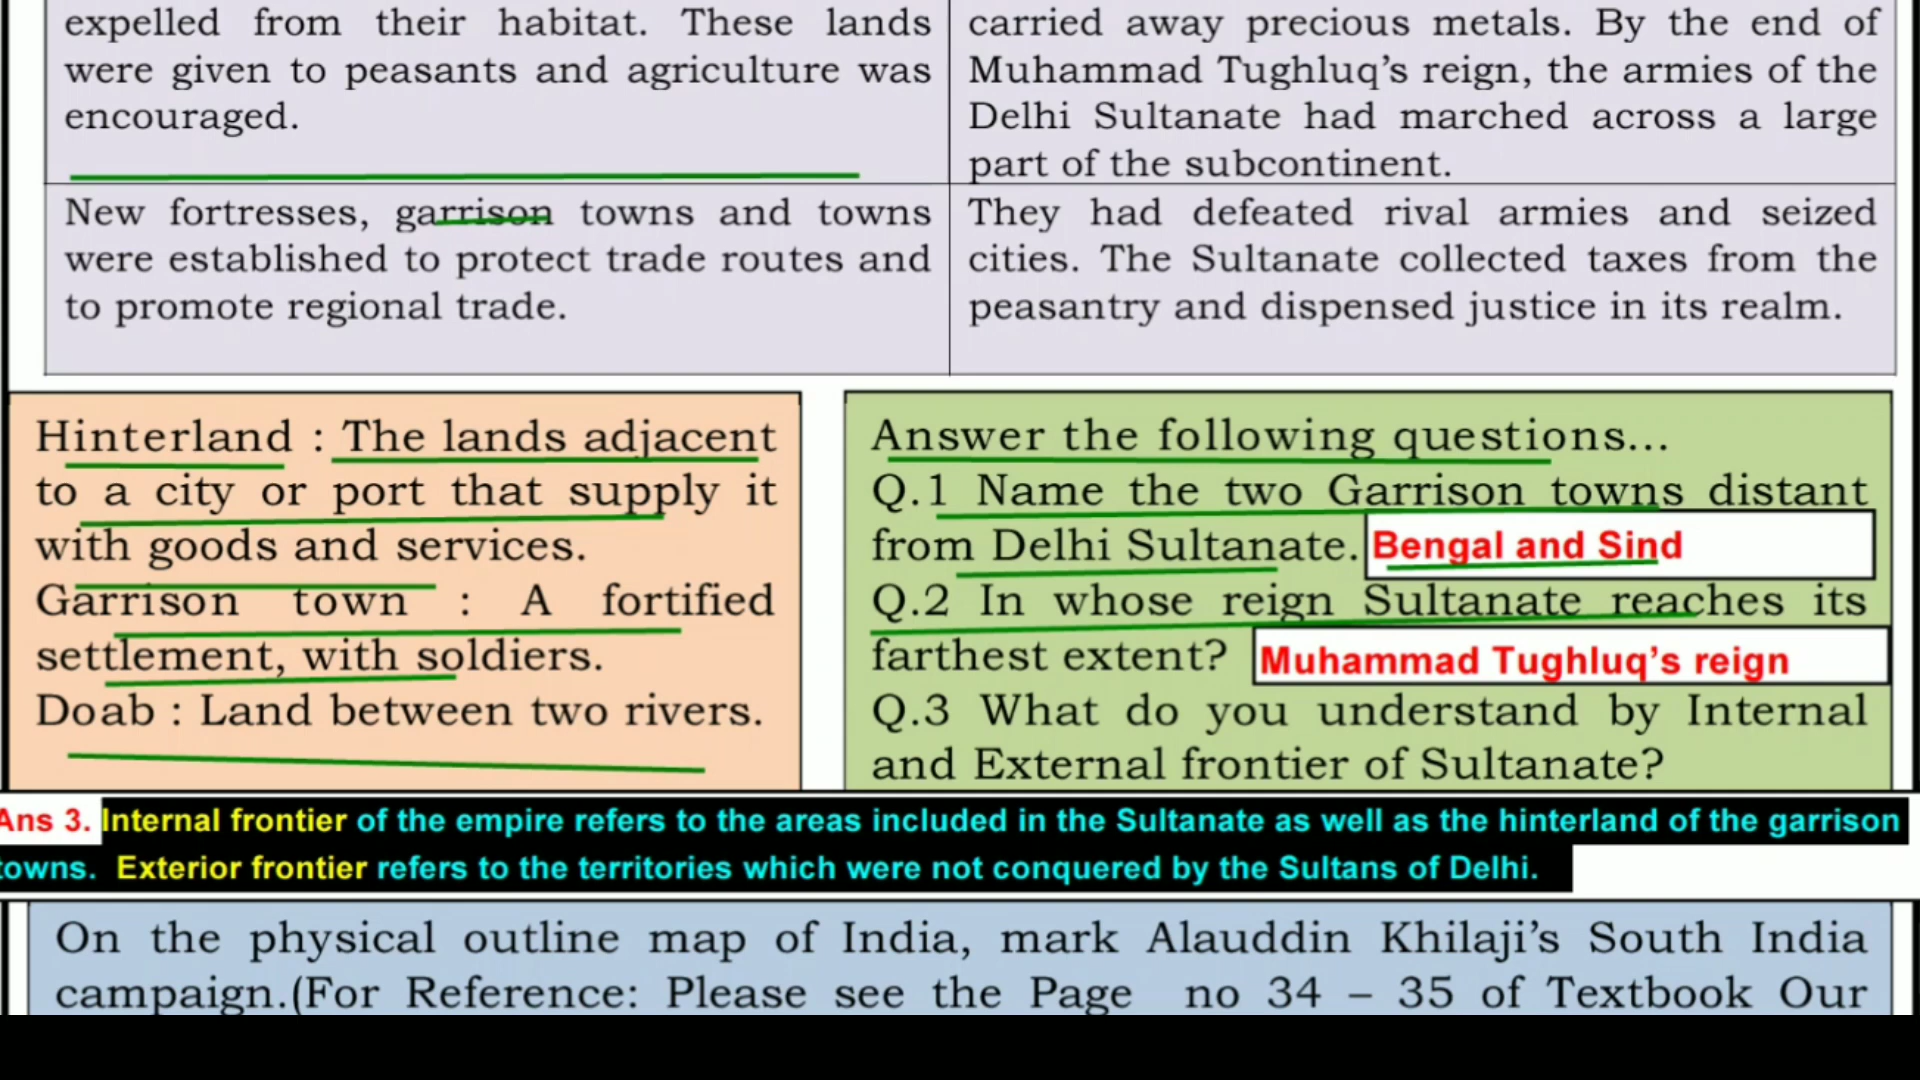 expelled from their habitat. These lands
were given to peasants and agriculture was
encouraged.
carried away precious metals. By the end of
Muhammad Tughluq's reign, the armies of the
Delhi Sultanate had marched across a large
part of the subcontinent.
New fortresses, garrison towns and towns
were established to protect trade routes and
to promote regional trade.
They had defeated rival armies and seized
cities. The Sultanate collected taxes from the
peasantry and dispensed justice in its realm.
Hinterland : The lands adjacent
to a city or port that supply it
with goods and services.
Garrison town : A fortified
settlement, with soldiers.
Doab : Land between two rivers.
Answer the following questions...
Q.1 Name the two Garrison towns distant
from Delhi Sultanate. Bengal and Sind
Q.2 In whose reign Sultanate reaches its
farthest extent? Muhammad Tughluq's reign
Q.3 What do you understand by Internal
and External frontier of Sultanate?
Ans 3. Internal frontier of the empire refers to the areas included in the Sultanate as well as the hinterland of the garrison
towns. Exterior frontier refers to the territories which were not conquered by the Sultans of Delhi.
On the physical outline map of India, mark Alauddin Khilaji's South India
campaign.(For Reference: Please see the Page no 34 – 35 of Textbook Our